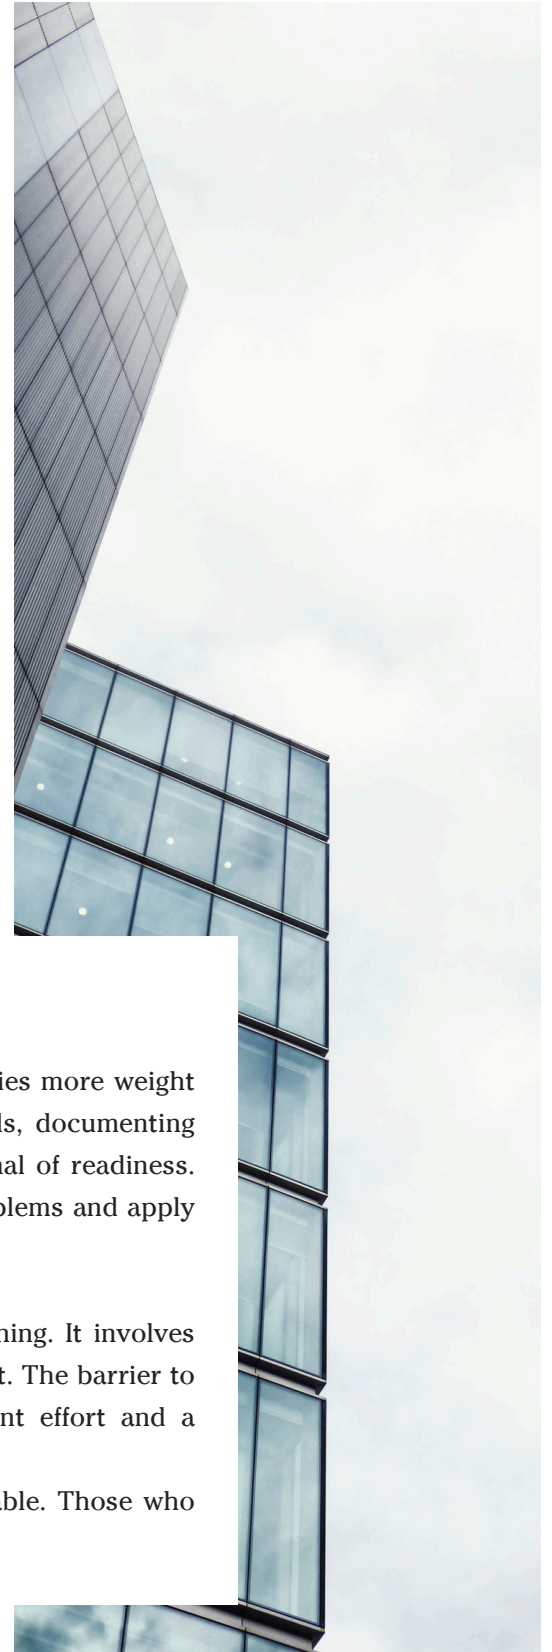 ies more weight
ls, documenting
nal of readiness.
blems and apply
ning. It involves
t. The barrier to
nt effort and a
able. Those who